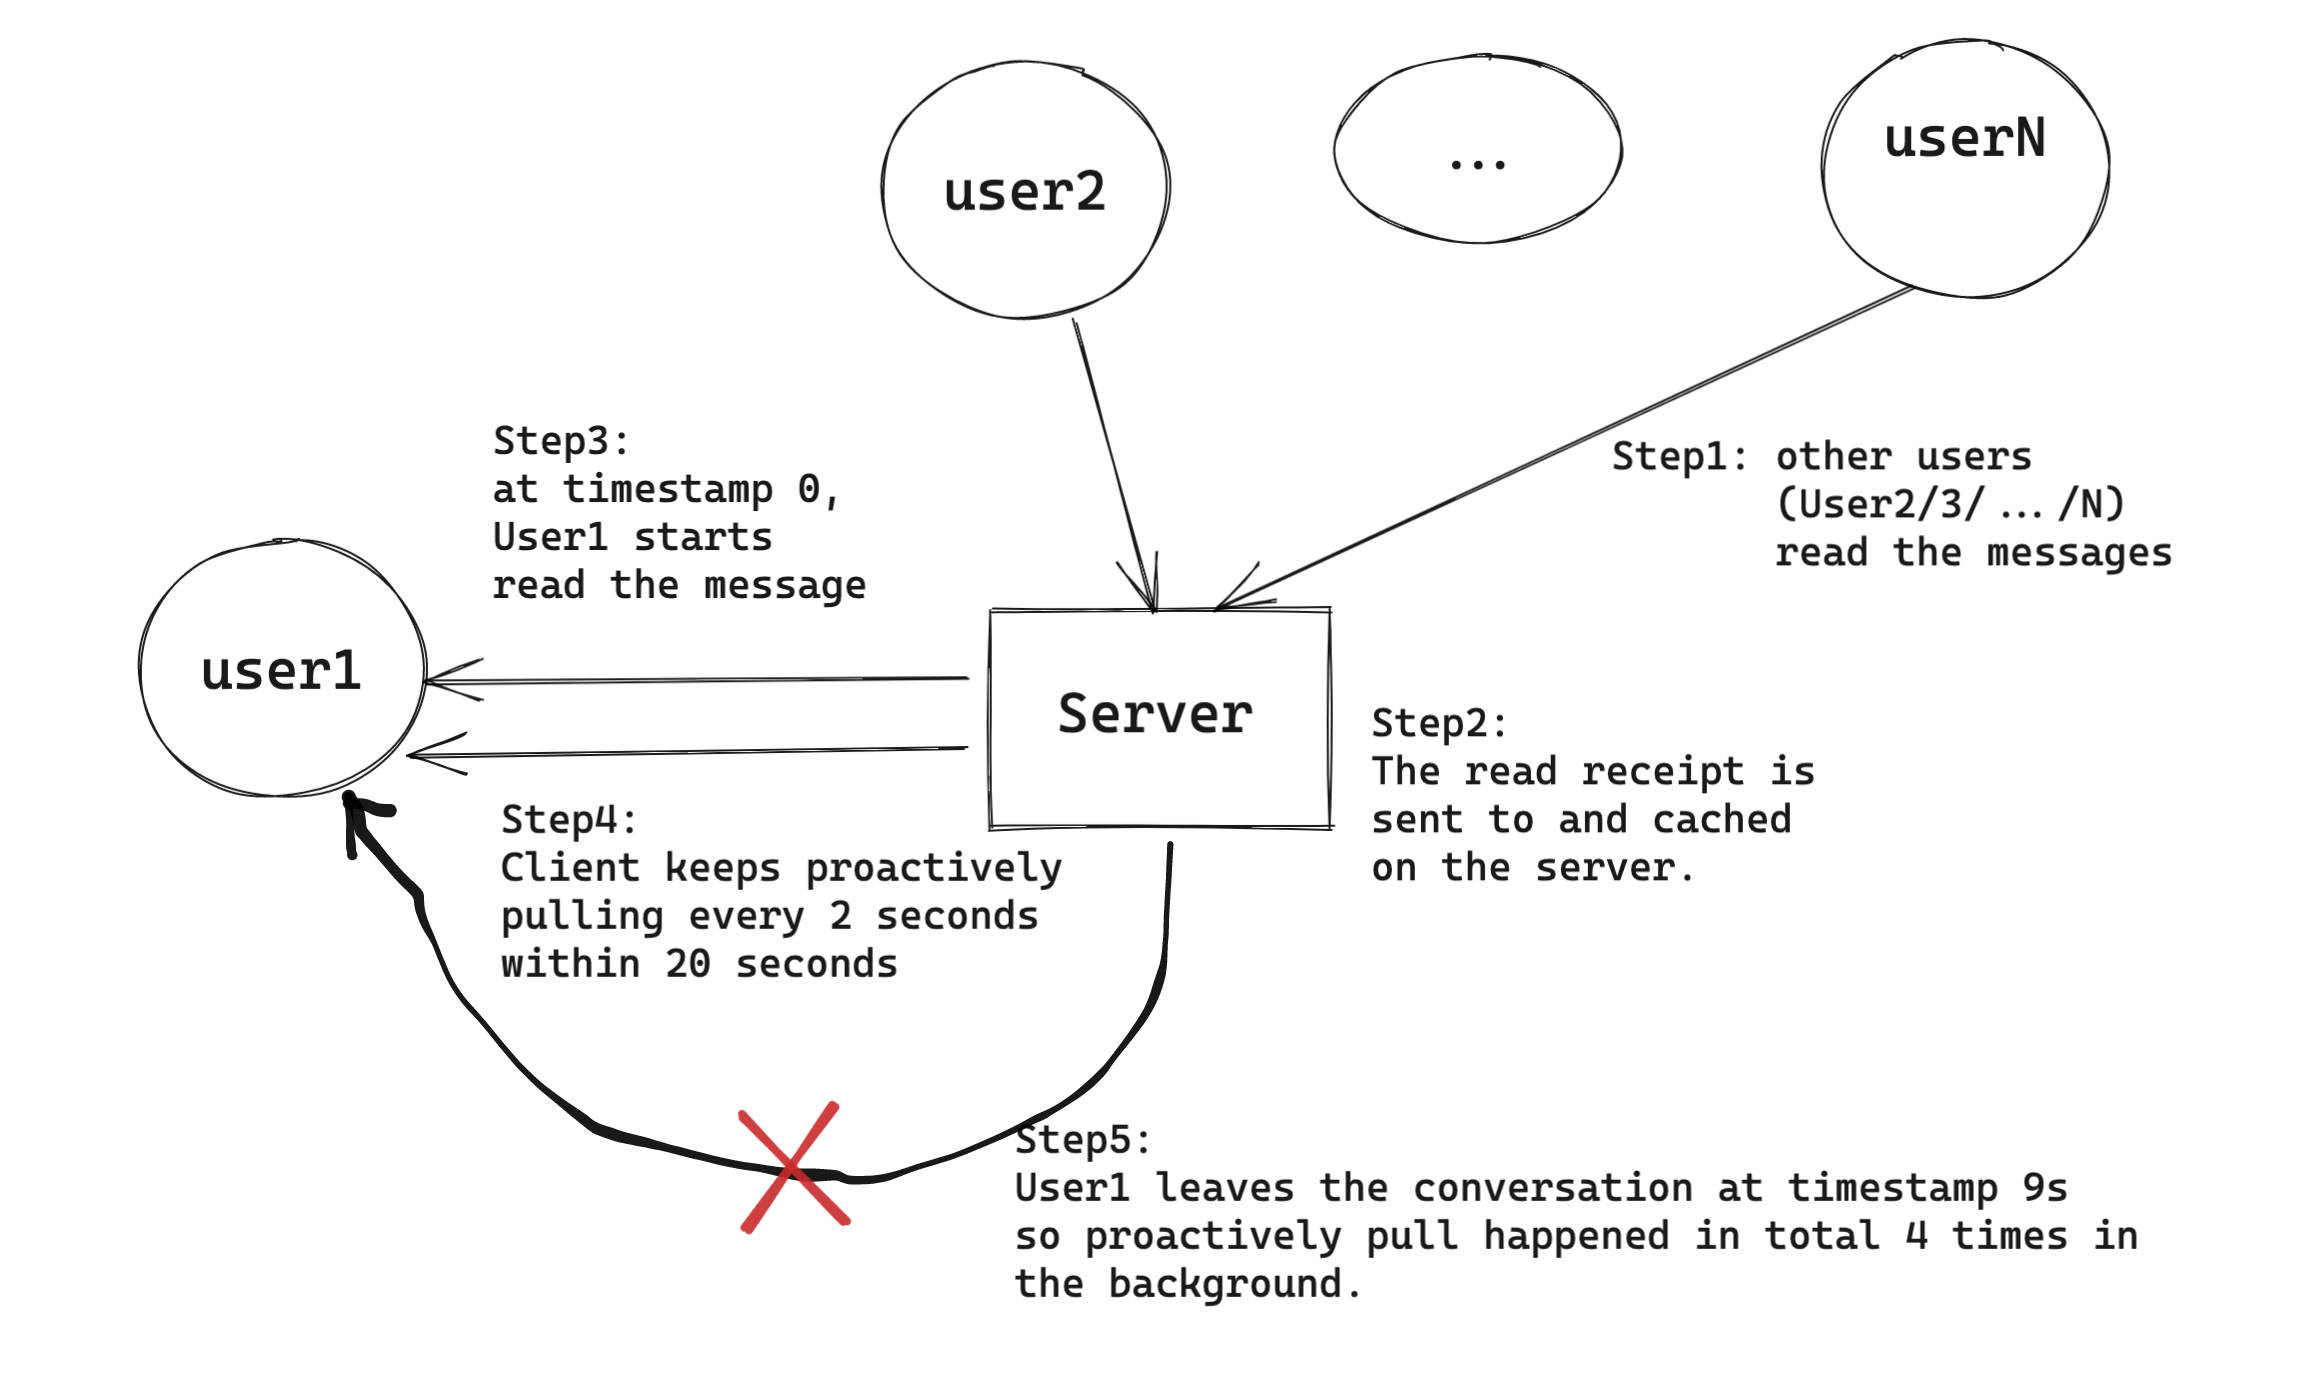 user2
...
userN
Step3:
at timestamp 0,
User1 starts
read the message
Step1: other users
(User2/3/ ... /N)
read the messages
user1
Server
Step2:
The read receipt is
sent to and cached
on the server.
Step4:
Client keeps proactively
pulling every 2 seconds
within 20 seconds
Step5:
User1 leaves the conversation at timestamp 9s
so proactively pull happened in total 4 times in
the background.